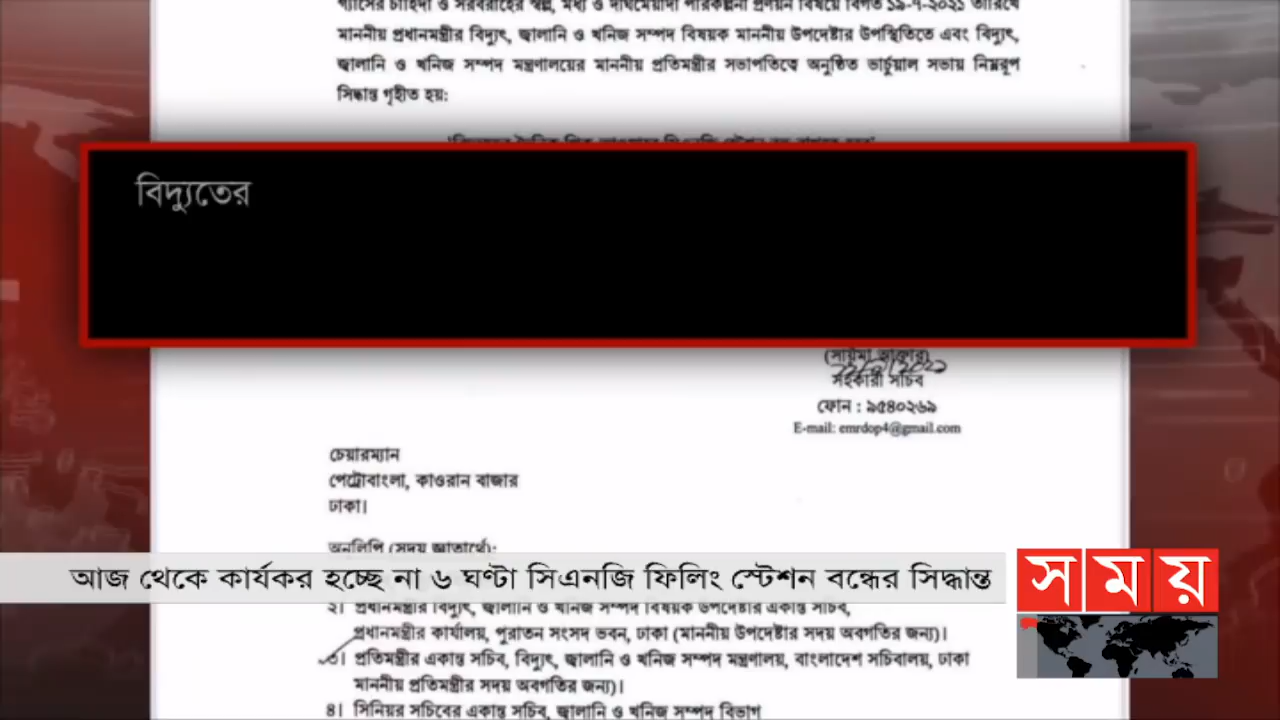 গ্যাসের চাহিদা ও সরবরাহের স্বল্প, মধ্য ও দীর্ঘমেয়াদী পরিকল্পনা প্রণয়ন বিষয়ে বিগত ১৯-৭-২০২১ তারিখে
মাননীয় প্রধানমন্ত্রীর বিদ্যুৎ, জ্বালানি ও খনিজ সম্পদ বিষয়ক মাননীয় উপদেষ্টার উপস্থিতিতে এবং বিদ্যুৎ,
জ্বালানি ও খনিজ সম্পদ মন্ত্রণালয়ের মাননীয় প্রতিমন্ত্রীর সভাপতিত্বে অনুষ্ঠিত ভার্চুয়াল সভায় নিম্নরূপ
সিদ্ধান্ত গৃহীত হয়:
বিদ্যুতের
সহকারী সচিব
ফোন : ৯৫৪০২৬৯
E-mail: emrdop4@gmail.com
চেয়ারম্যান
পেট্রোবাংলা, কাওরান বাজার
ঢাকা।
অনুলিপি (সদয় জ্ঞাতার্থে):
আজ থেকে কার্যকর হচ্ছে না ৬ ঘণ্টা সিএনজি ফিলিং স্টেশন বন্ধের সিদ্ধান্ত
সময়
২। প্রধানমন্ত্রীর বিদ্যুৎ, জ্বালানি ও খনিজ সম্পদ বিষয়ক উপদেষ্টার একান্ত সচিব,
প্রধানমন্ত্রীর কার্যালয়, পুরাতন সংসদ ভবন, ঢাকা (মাননীয় উপদেষ্টার সদয় অবগতির জন্য)।
৩। প্রতিমন্ত্রীর একান্ত সচিব, বিদ্যুৎ, জ্বালানি ও খনিজ সম্পদ মন্ত্রণালয়, বাংলাদেশ সচিবালয়, ঢাকা
মাননীয় প্রতিমন্ত্রীর সদয় অবগতির জন্য)।
৪। সিনিয়র সচিবের একান্ত সচিব, জ্বালানি ও খনিজ সম্পদ বিভাগ